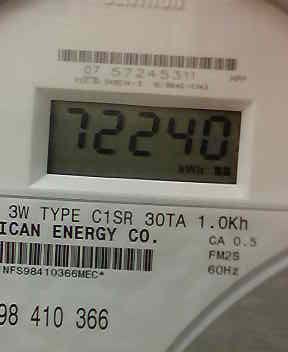 07 57245311
72240
kWh
3W TYPE C1SR 30TA 1.0Kh
ICAN ENERGY CO.
CA 0.5
FM2S
60Hz
NFS98410366MEC*
98 410 366